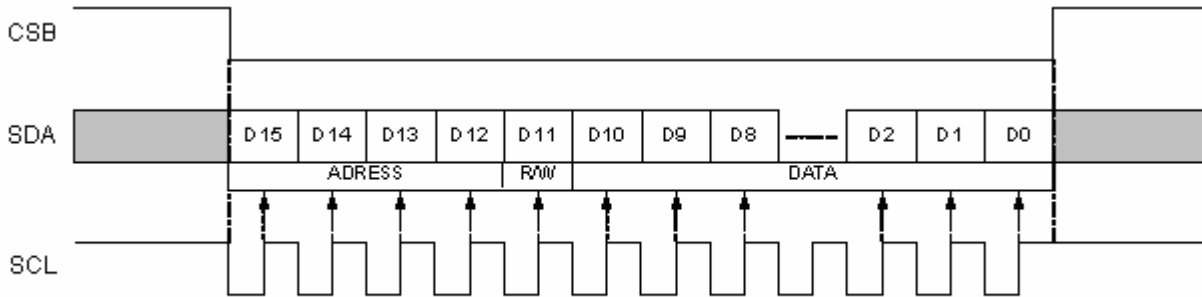 CSB
SDA D15 D14 D13 D12 D11 D10 D9 D8 D2 D1 D0
ADRESS R/W DATA
SCL